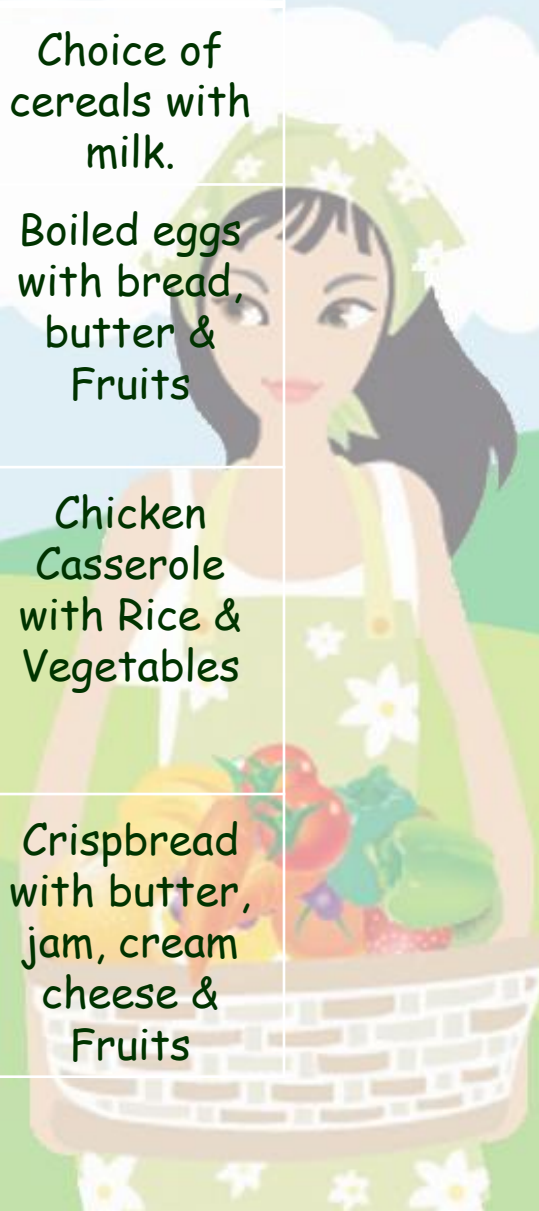 Choice of
cereals with
milk.
Boiled eggs
with bread,
butter &
Fruits
Chicken
Casserole
with Rice &
Vegetables
Crispbread
with butter,
jam, cream
cheese &
Fruits